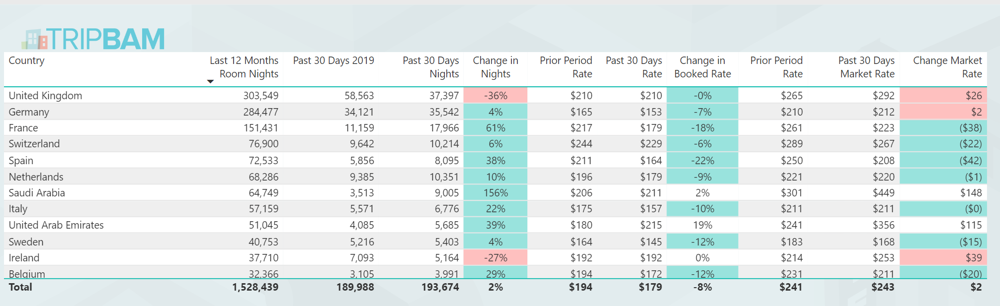 TRIPBAM
Country Last 12 Months Room Nights Past 30 Days 2019 Past 30 Days Nights Change in Nights Prior Period Rate Past 30 Days Rate Change in Booked Rate Prior Period Rate Past 30 Days Market Rate Change Market Rate
United Kingdom 303,549 58,563 37,397 -36% $210 $210 -0% $265 $292 $26
Germany 284,477 34,121 35,542 4% $165 $153 -7% $210 $212 $2
France 151,431 11,159 17,966 61% $217 $179 -18% $261 $223 ($38)
Switzerland 76,900 9,642 10,214 6% $244 $229 -6% $289 $267 ($22)
Spain 72,533 5,856 8,095 38% $211 $164 -22% $250 $208 ($42)
Netherlands 68,286 9,385 10,351 10% $196 $179 -9% $221 $220 ($1)
Saudi Arabia 64,749 3,513 9,005 156% $206 $211 2% $301 $449 $148
Italy 57,159 5,571 6,776 22% $175 $157 -10% $211 $211 ($0)
United Arab Emirates 51,045 4,085 5,685 39% $180 $215 19% $241 $356 $115
Sweden 40,753 5,216 5,403 4% $164 $145 -12% $183 $168 ($15)
Ireland 37,710 7,093 5,164 -27% $192 $192 0% $214 $253 $39
Belgium 32,366 3,105 3,991 29% $194 $172 -12% $231 $211 ($20)
Total 1,528,439 189,988 193,674 2% $194 $179 -8% $241 $243 $2